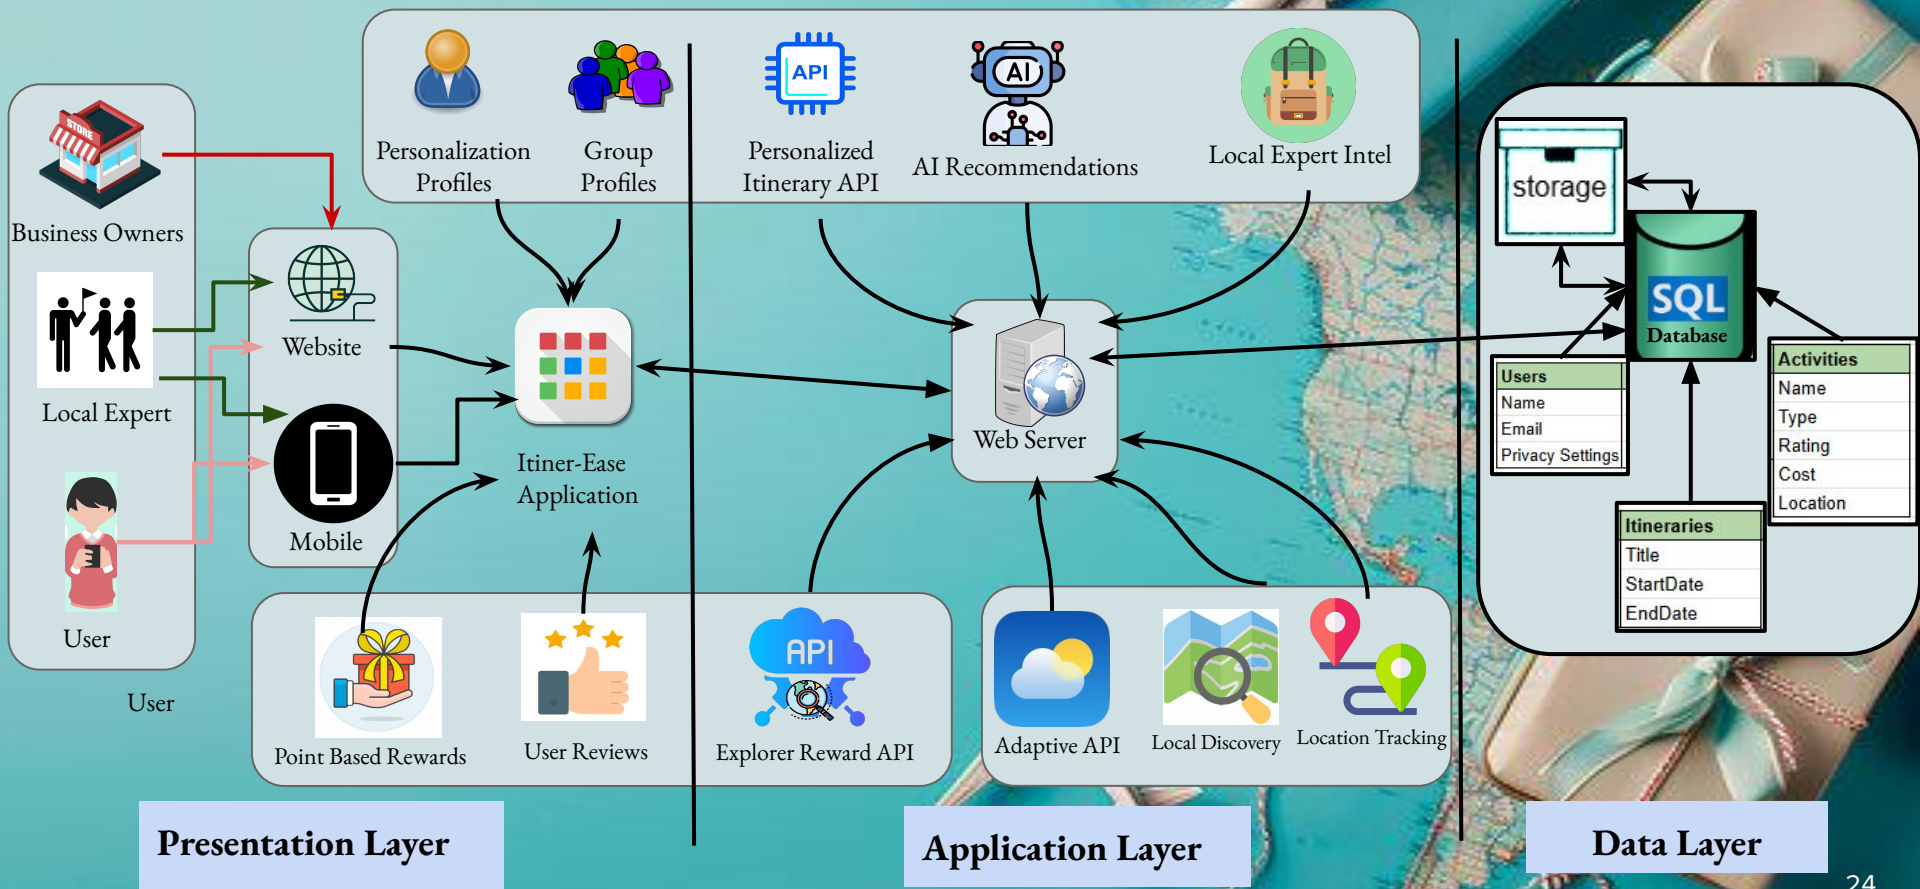 Personalization
Profiles
Group
Profiles
API
Personalized
Itinerary API
AI
AI Recommendations
Local Expert Intel
STORE
Business Owners
Local Expert
User
User
Website
Mobile
Itiner-Ease
Application
Web Server
storage
SQL
Database
Users
Name
Email
Privacy Settings
Activities
Name
Type
Rating
Cost
Location
Itineraries
Title
StartDate
EndDate
Point Based Rewards
User Reviews
API
Explorer Reward API
Adaptive API
Local Discovery
Location Tracking
Presentation Layer
Application Layer
Data Layer
24